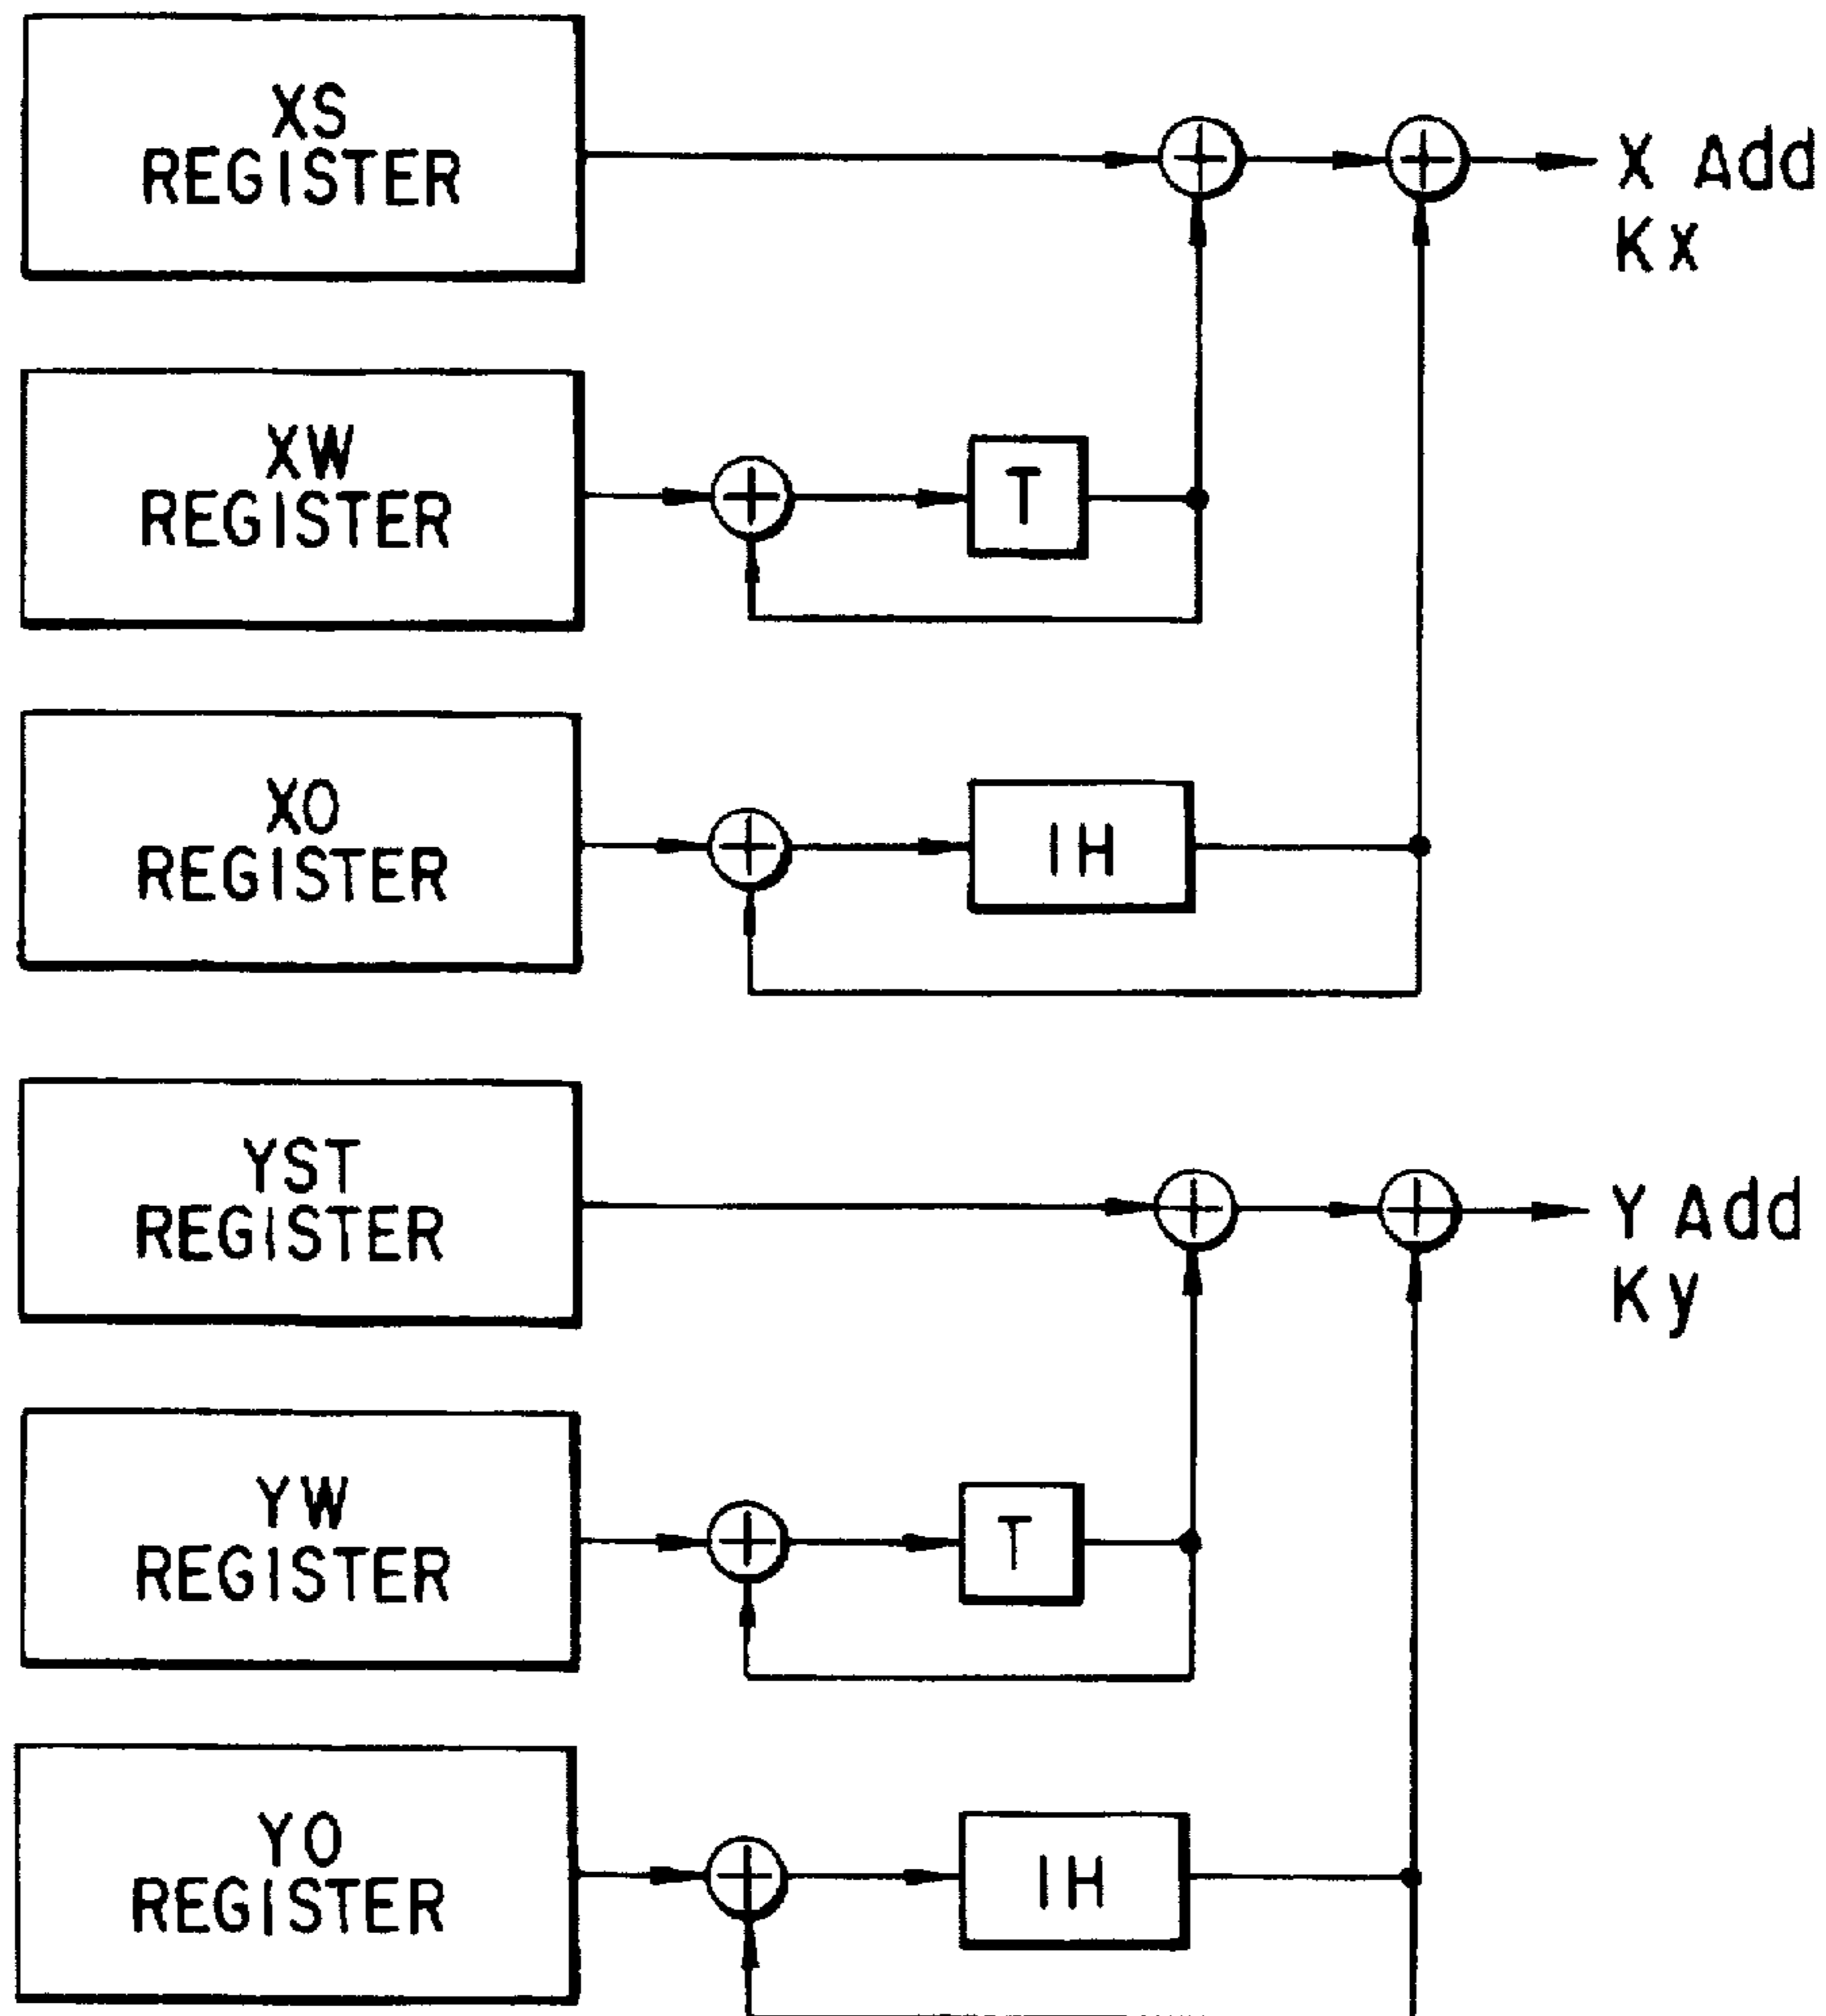 XS
REGISTER
X Add
Kx
XW
REGISTER
T
XO
REGISTER
IH
YST
REGISTER
Y Add
Ky
YW
REGISTER
T
YO
REGISTER
IH